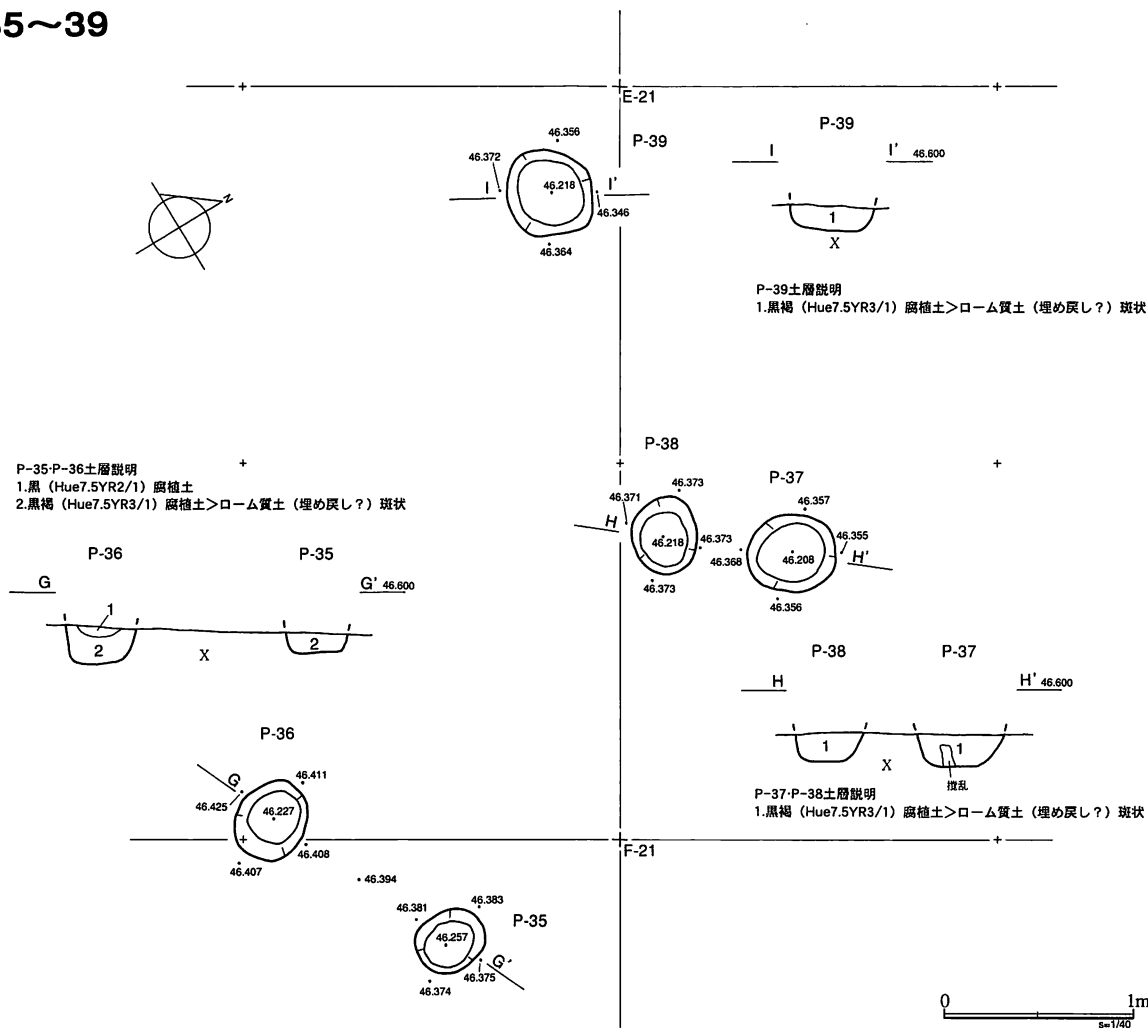 5～39
E-21
P-39
46.356
46.372
I
46.218
I'
46.346
46.364
P-39
I
I' 46.600
1
X
P-39土層説明
1.黒褐（Hue7.5YR3/1）腐植土＞ローム質土（埋め戻し？）斑状
N
P-35・P-36土層説明
1.黒（Hue7.5YR2/1）腐植土
2.黒褐（Hue7.5YR3/1）腐植土＞ローム質土（埋め戻し？）斑状
P-36
P-35
G
G' 46.600
1
2
2
X
P-38
P-37
46.373
46.371
H
46.218
46.373
46.373
46.357
46.368
46.355
46.208
H'
46.356
P-38
P-37
H
H' 46.600
1
1
X
撹乱
P-37・P-38土層説明
1.黒褐（Hue7.5YR3/1）腐植土＞ローム質土（埋め戻し？）斑状
P-36
G
46.411
46.425
46.227
46.408
46.407
F-21
46.394
46.381
46.383
P-35
46.257
G'
46.375
46.374
0
1m
s=1/40